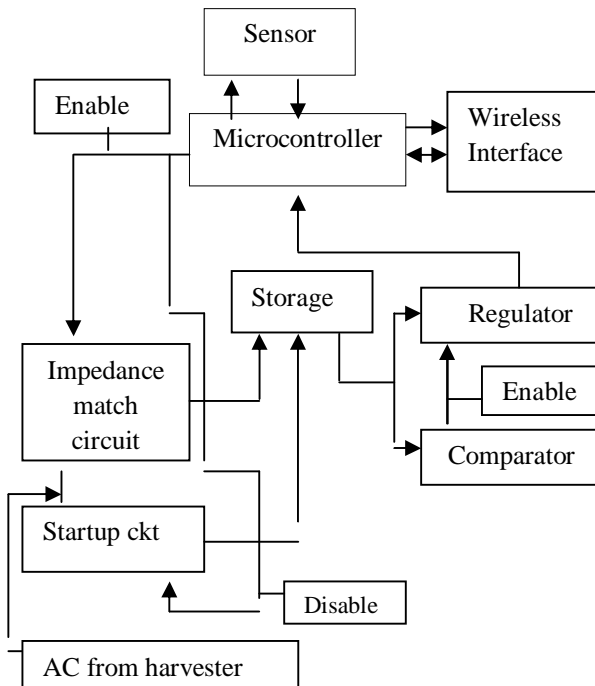 Sensor
Enable
Microcontroller
Wireless
Interface
Storage
Regulator
Impedance
match
circuit
Enable
Comparator
Startup ckt
Disable
AC from harvester